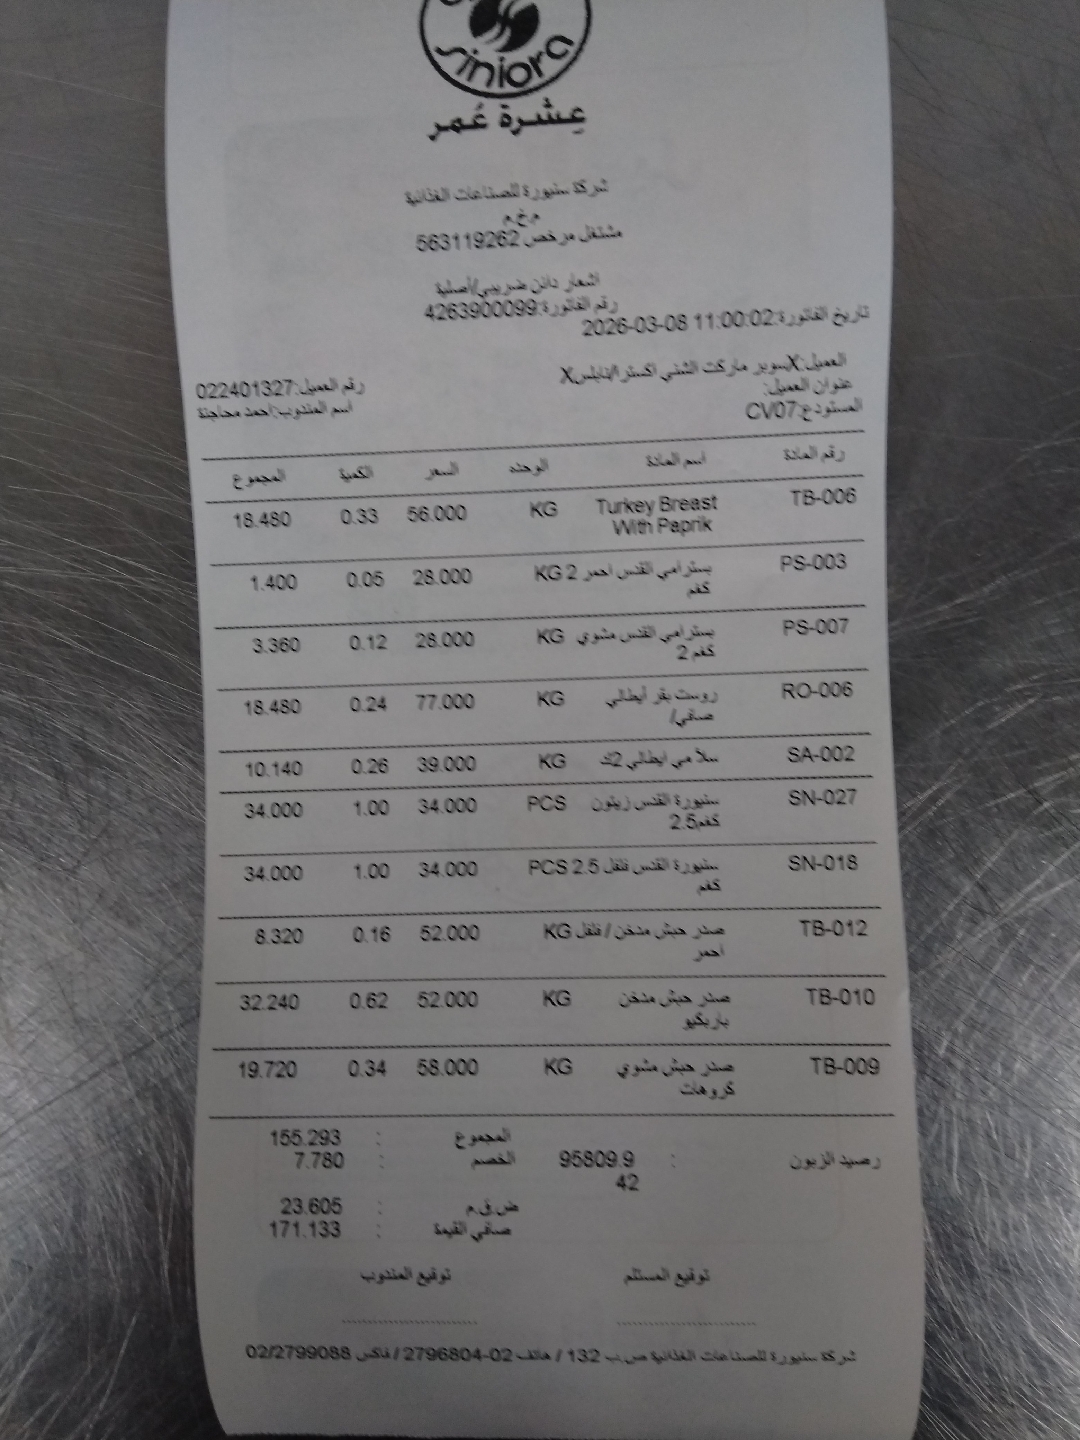 Siniora
عِشرة عُمر
شركة سنيورة للصناعات الغذائية
م.خ.م
مشتغل مرخص 563119262
اشعار دائن ضريبي/أصلية
رقم الفاتورة:4263900099
تاريخ الفاتورة:2026-03-08 11:00:02
العميل:Xسوبر ماركت الشني اكسترا/نابلسX
رقم العميل:022401327
عنوان العميل:
اسم المندوب:احمد محاجنة
المستودع:CV07
رقم المادة اسم المادة الوحده السعر الكمية المجموع
TB-006 Turkey Breast KG 56.000 0.33 18.480
With Paprik
PS-003 بسترامي القدس احمر 2 KG 28.000 0.05 1.400
كغم
PS-007 بسترامي القدس مشوي KG 28.000 0.12 3.360
2 كغم
RO-006 روست بقر أيطالي KG 77.000 0.24 18.480
صافي/
SA-002 سلامي ايطالي 2ك KG 39.000 0.26 10.140
SN-027 سنيورة القدس زيتون PCS 34.000 1.00 34.000
2.5كغم
SN-018 سنيورة القدس فلفل 2.5 PCS 34.000 1.00 34.000
كغم
TB-012 صدر حبش مدخن / فلفل KG 52.000 0.16 8.320
احمر
TB-010 صدر حبش مدخن KG 52.000 0.62 32.240
باربكيو
TB-009 صدر حبش مشوي KG 58.000 0.34 19.720
كروهات
المجموع : 155.293
رصيد الزبون : 95809.9 الخصم : 7.780
42
ض.ق.م : 23.605
صافي القيمة : 171.133
توقيع المستلم توقيع المندوب
شركة سنيورة للصناعات الغذائية ص.ب 132 / هاتف 02-2796804 / فاكس 02/2799088